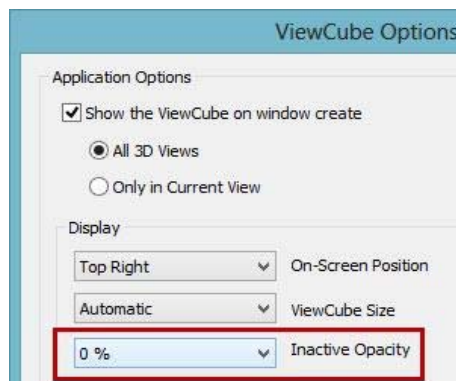 ViewCube Options
Application Options
Show the ViewCube on window create
All 3D Views
Only in Current View
Display
Top Right On-Screen Position
Automatic ViewCube Size
0 % Inactive Opacity